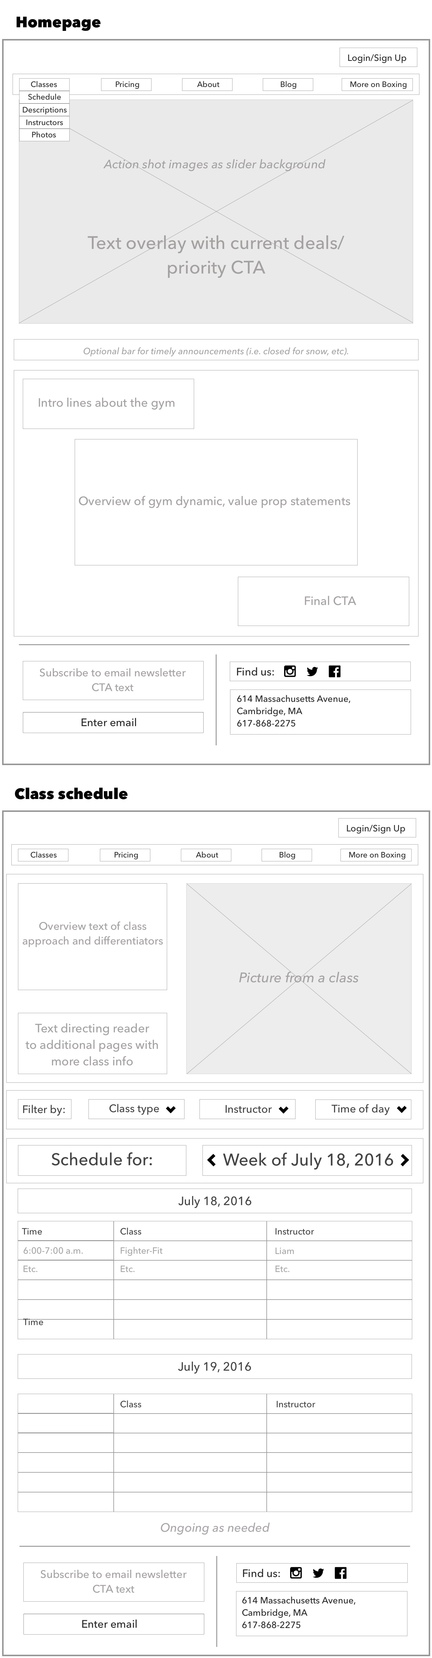 Homepage
Login/Sign Up
Classes
Pricing
About
Blog
More on Boxing
Schedule
Descriptions
Instructors
Photos
Action shot images as slider background
Text overlay with current deals/
priority CTA
Optional bar for timely announcements (i.e. closed for snow, etc).
Intro lines about the gym
Overview of gym dynamic, value prop statements
Final CTA
Subscribe to email newsletter
CTA text
Enter email
Find us:
614 Massachusetts Avenue,
Cambridge, MA
617-868-2275
Class schedule
Login/Sign Up
Classes
Pricing
About
Blog
More on Boxing
Overview text of class
approach and differentiators
Text directing reader
to additional pages with
more class info
Picture from a class
Filter by:
Class type
Instructor
Time of day
Schedule for:
Week of July 18, 2016
July 18, 2016
Time Class Instructor
6:00-7:00 a.m. Fighter-Fit Liam
Etc. Etc. Etc.
Time
July 19, 2016
Class Instructor
Ongoing as needed
Subscribe to email newsletter
CTA text
Enter email
Find us:
614 Massachusetts Avenue,
Cambridge, MA
617-868-2275